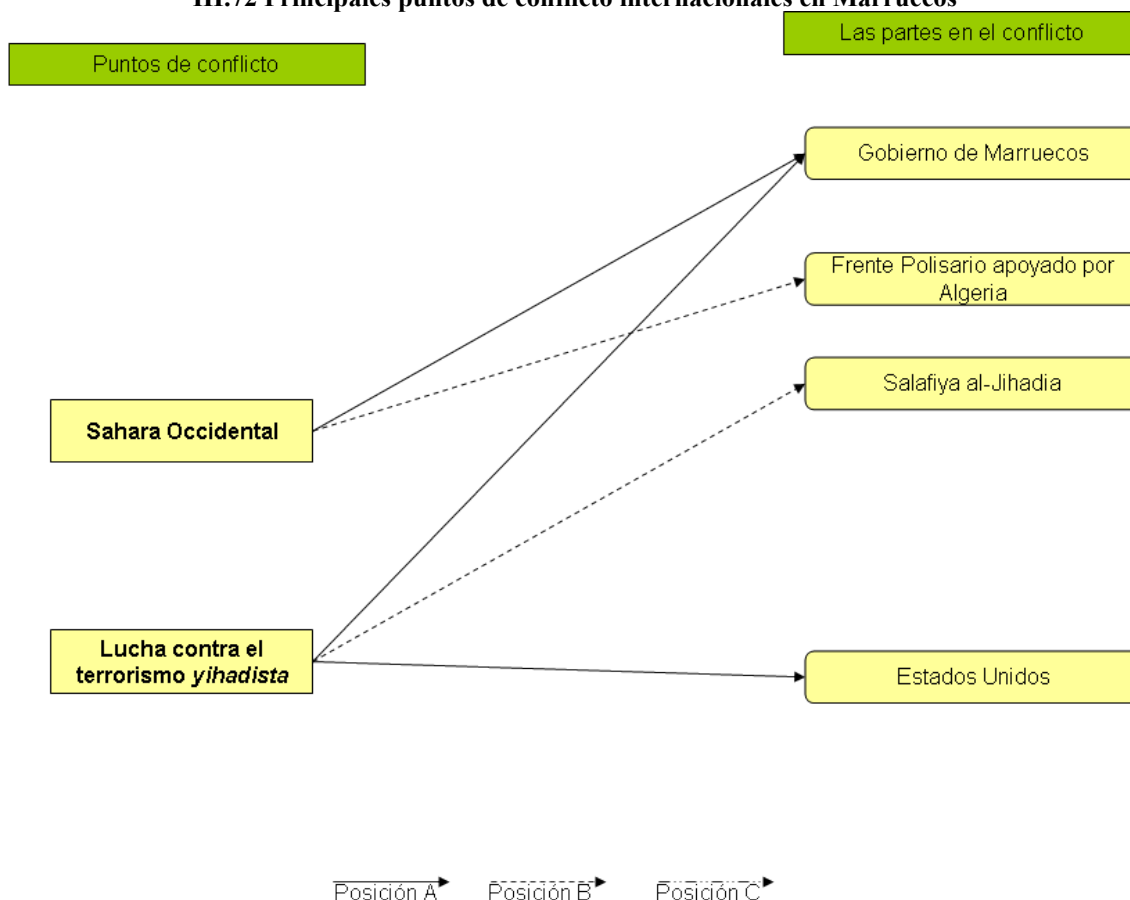 III.72 Principales puntos de conflicto internacionales en Marruecos
Las partes en el conflicto
Puntos de conflicto
Gobierno de Marruecos
Frente Polisario apoyado por
Algeria
Salafiya al-Jihadia
Sahara Occidental
Lucha contra el
terrorismo yihadista
Estados Unidos
Posición A
Posición B
Posición C